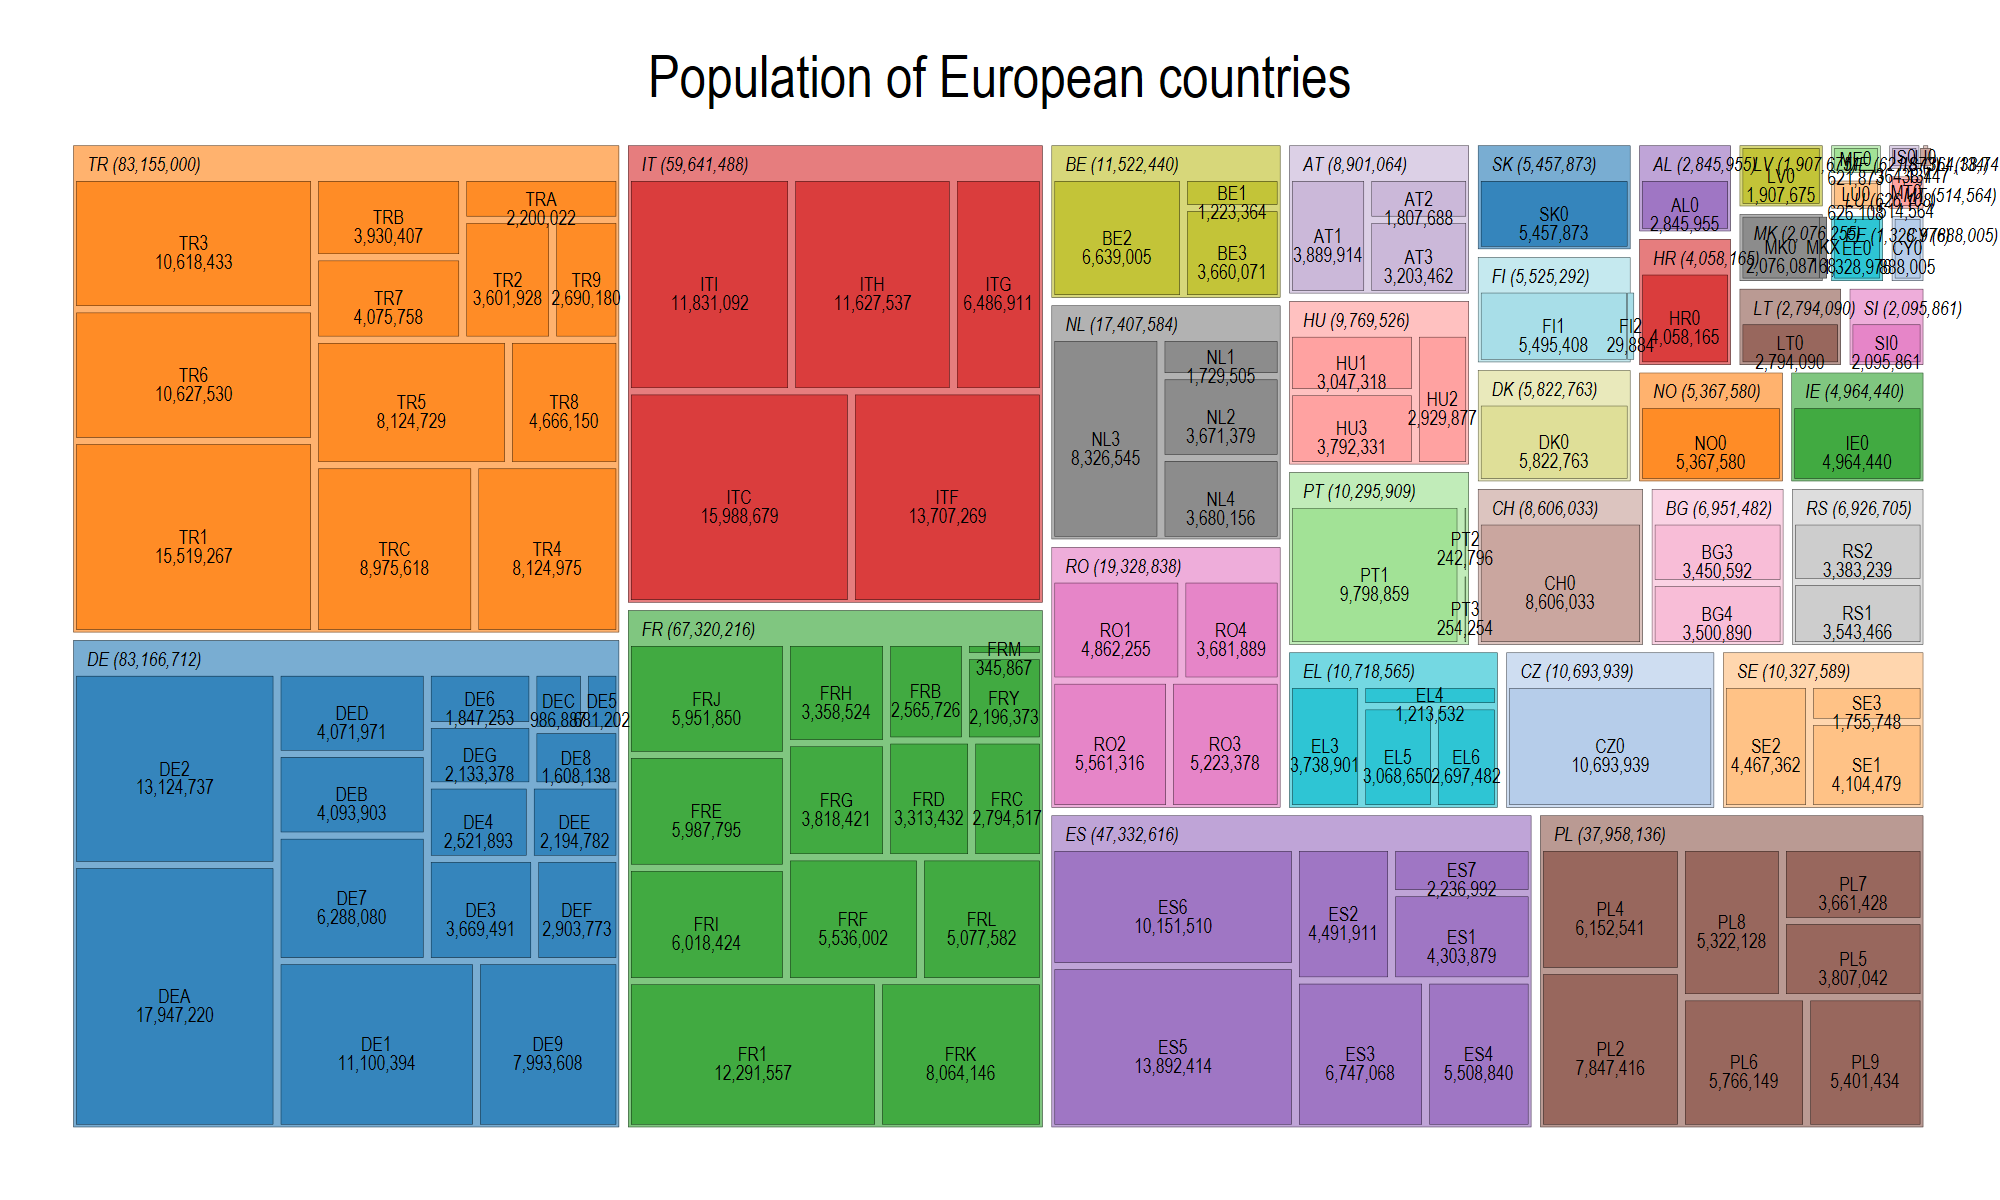 Population of European countries
TR (83,155,000)
TR3
10,618,433
TRB
3,930,407
TRA
2,200,022
TR7
4,075,758
TR2
3,601,928
TR9
2,690,180
TR6
10,627,530
TR5
8,124,729
TR8
4,666,150
TR1
15,519,267
TRC
8,975,618
TR4
8,124,975
DE (83,166,712)
DE2
13,124,737
DED
4,071,971
DE6
1,847,253
DEC
986,887
DE5
681,202
DEG
2,133,378
DE8
1,608,138
DEB
4,093,903
DE4
2,521,893
DEE
2,194,782
DE7
6,288,080
DE3
3,669,491
DEF
2,903,773
DEA
17,947,220
DE1
11,100,394
DE9
7,993,608
IT (59,641,488)
ITI
11,831,092
ITH
11,627,537
ITG
6,486,911
ITC
15,988,679
ITF
13,707,269
FR (67,320,216)
FRJ
5,951,850
FRH
3,358,524
FRB
2,565,726
FRM
345,867
FRY
2,196,373
FRE
5,987,795
FRG
3,818,421
FRD
3,313,432
FRC
2,794,517
FRI
6,018,424
FRF
5,536,002
FRL
5,077,582
FR1
12,291,557
FRK
8,064,146
BE (11,522,440)
BE2
6,639,005
BE1
1,223,364
BE3
3,660,071
NL (17,407,584)
NL3
8,326,545
NL1
1,729,505
NL2
3,671,379
NL4
3,680,156
RO (19,328,838)
RO1
4,862,255
RO4
3,681,889
RO2
5,561,316
RO3
5,223,378
AT (8,901,064)
AT1
3,889,914
AT2
1,807,688
AT3
3,203,462
HU (9,769,526)
HU1
3,047,318
HU2
2,929,877
HU3
3,792,331
PT (10,295,909)
PT1
9,798,859
PT2
242,796
PT3
254,254
EL (10,718,565)
EL3
3,738,901
EL4
1,213,532
EL5
3,068,650
EL6
2,697,482
SK (5,457,873)
SK0
5,457,873
FI (5,525,292)
FI1
5,495,408
FI2
29,884
DK (5,822,763)
DK0
5,822,763
CH (8,606,033)
CH0
8,606,033
CZ (10,693,939)
CZ0
10,693,939
AL (2,845,955)
AL0
2,845,955
HR (4,058,165)
HR0
4,058,165
NO (5,367,580)
NO0
5,367,580
BG (6,951,482)
BG3
3,450,592
BG4
3,500,890
SE (10,327,589)
SE2
4,467,362
SE3
1,755,748
SE1
4,104,479
LV0
1,907,675
ME0
LU0
626,108
MT0
514,564
MK (2,076,255)
MK0
2,076,087
MKX
EE0
1,328,976
CY0
888,005
LT (2,794,090)
LT0
2,794,090
SI (2,095,861)
SI0
2,095,861
IE (4,964,440)
IE0
4,964,440
RS (6,926,705)
RS2
3,383,239
RS1
3,543,466
ES (47,332,616)
ES6
10,151,510
ES2
4,491,911
ES7
2,236,992
ES1
4,303,879
ES5
13,892,414
ES3
6,747,068
ES4
5,508,840
PL (37,958,136)
PL4
6,152,541
PL8
5,322,128
PL7
3,661,428
PL5
3,807,042
PL2
7,847,416
PL6
5,766,149
PL9
5,401,434